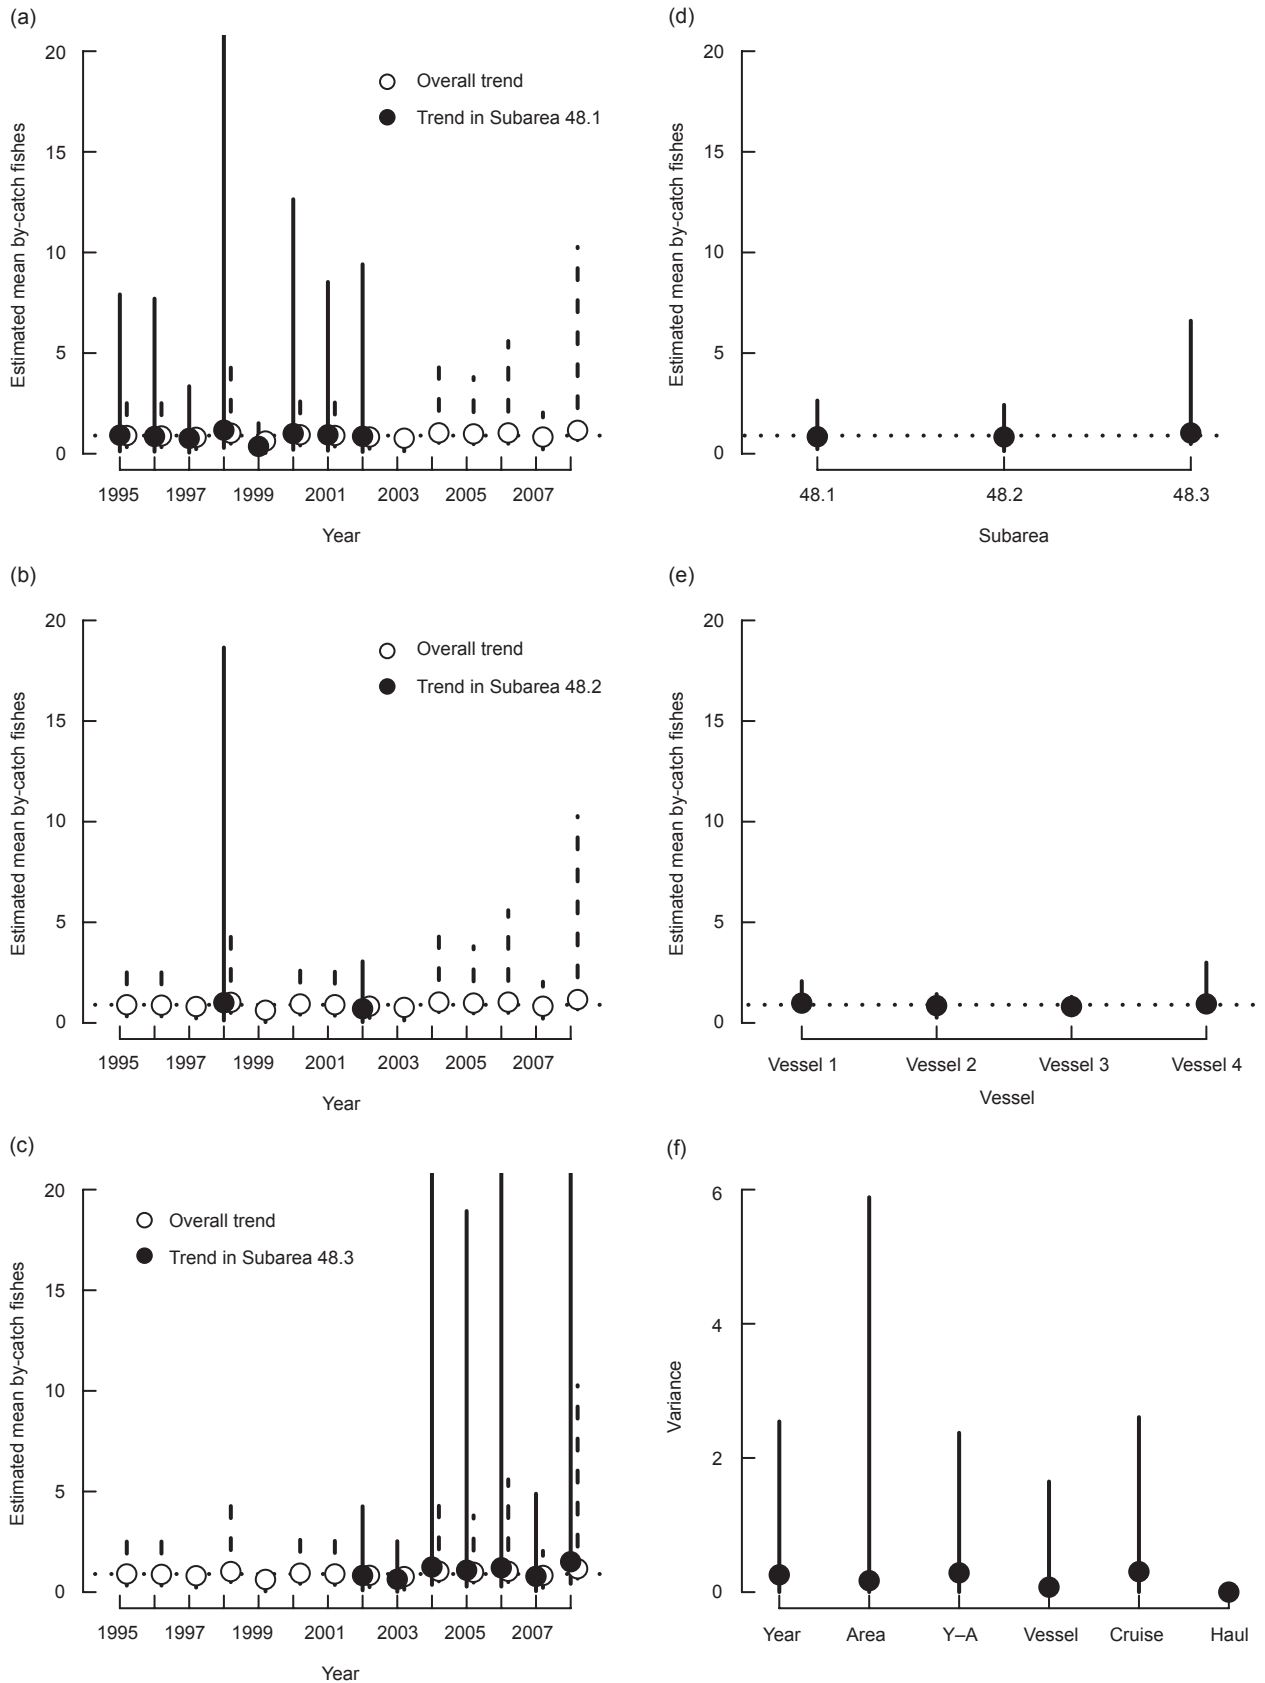 (a)
20
15
10
5
0
Estimated mean by-catch fishes
Overall trend
Trend in Subarea 48.1
1995 1997 1999 2001 2003 2005 2007
Year
(b)
20
15
10
5
0
Estimated mean by-catch fishes
Overall trend
Trend in Subarea 48.2
1995 1997 1999 2001 2003 2005 2007
Year
(c)
20
15
10
5
0
Estimated mean by-catch fishes
Overall trend
Trend in Subarea 48.3
1995 1997 1999 2001 2003 2005 2007
Year
(d)
20
15
10
5
0
Estimated mean by-catch fishes
48.1 48.2 48.3
Subarea
(e)
20
15
10
5
0
Estimated mean by-catch fishes
Vessel 1 Vessel 2 Vessel 3 Vessel 4
Vessel
(f)
6
4
2
0
Variance
Year Area Y–A Vessel Cruise Haul